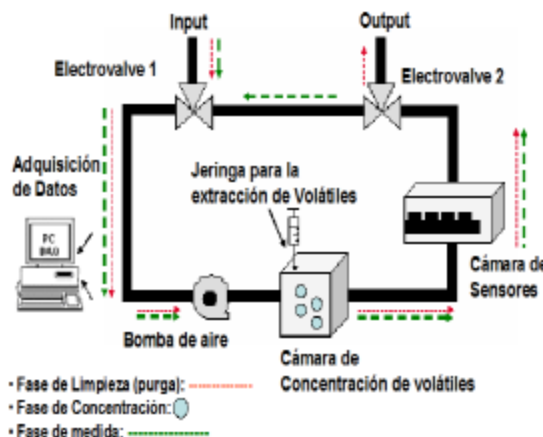 Input
Output
Electrovalve 1
Electrovalve 2
Adquisición
de Datos
Jeringa para la
extracción de Volátiles
PC
Cámara de
Sensores
Bomba de aire
Cámara de
Concentración de volátiles
• Fase de Limpieza (purga):
• Fase de Concentración:
• Fase de medida: